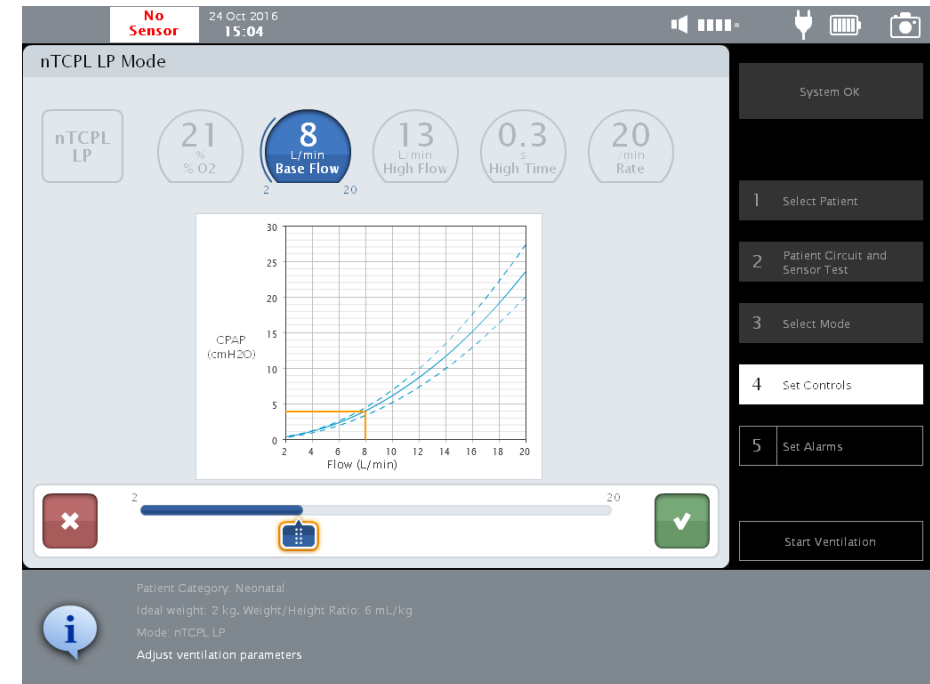 No
Sensor
24 Oct 2016
15:04
nTCPL LP Mode
nTCPL
LP
21
%
% O2
8
L/min
Base Flow
2
20
13
L/min
High Flow
0.3
s
High Time
20
/min
Rate
System OK
1 Select Patient
2 Patient Circuit and
Sensor Test
3 Select Mode
4 Set Controls
5 Set Alarms
Start Ventilation
30
25
20
15
10
5
0
CPAP
(cmH2O)
2 4 6 8 10 12 14 16 18 20
Flow (L/min)
2
20
Patient Category: Neonatal
Ideal weight: 2 kg. Weight/Height Ratio: 6 mL/kg
Mode: nTCPL LP
Adjust ventilation parameters